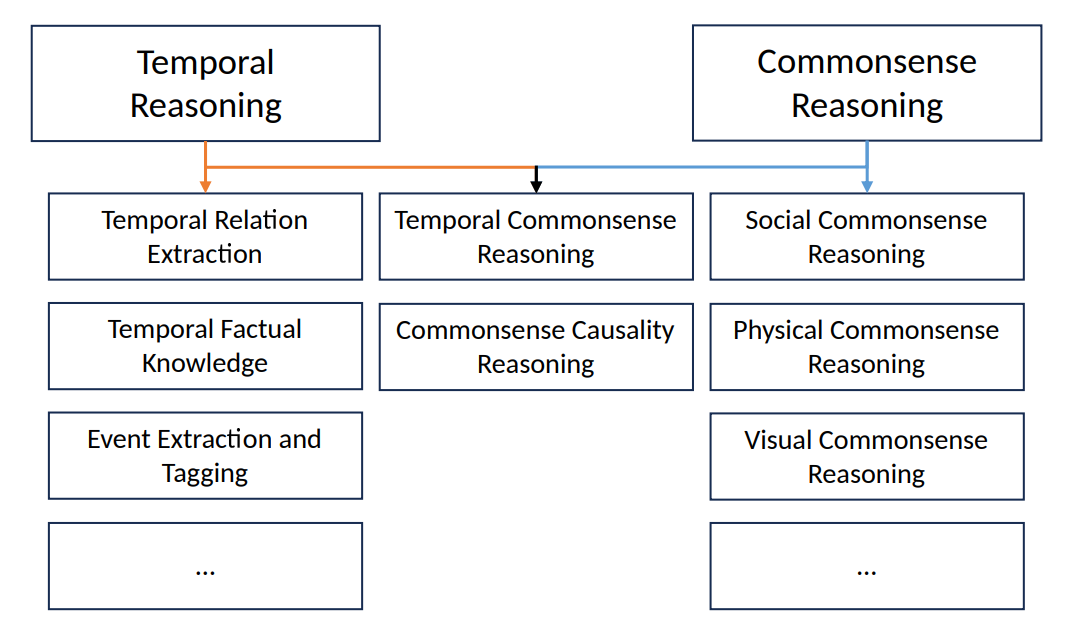 Temporal
Reasoning
Commonsense
Reasoning
Temporal Relation
Extraction
Temporal Commonsense
Reasoning
Social Commonsense
Reasoning
Temporal Factual
Knowledge
Commonsense Causality
Reasoning
Physical Commonsense
Reasoning
Event Extraction and
Tagging
Visual Commonsense
Reasoning
...
...